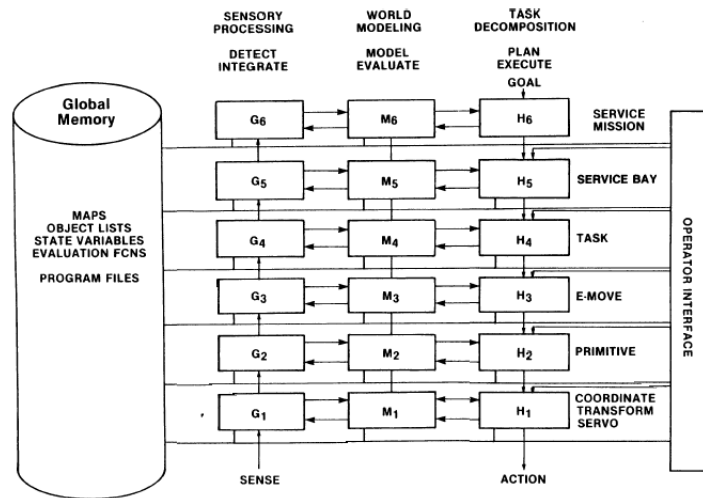 SENSORY
PROCESSING
DETECT
INTEGRATE
WORLD
MODELING
MODEL
EVALUATE
TASK
DECOMPOSITION
PLAN
EXECUTE
GOAL
Global
Memory
MAPS
OBJECT LISTS
STATE VARIABLES
EVALUATION FCNS
PROGRAM FILES
G6 M6 H6
SERVICE
MISSION
G5 M5 H5
SERVICE BAY
G4 M4 H4
TASK
G3 M3 H3
E-MOVE
G2 M2 H2
PRIMITIVE
G1 M1 H1
COORDINATE
TRANSFORM
SERVO
SENSE
ACTION
OPERATOR INTERFACE